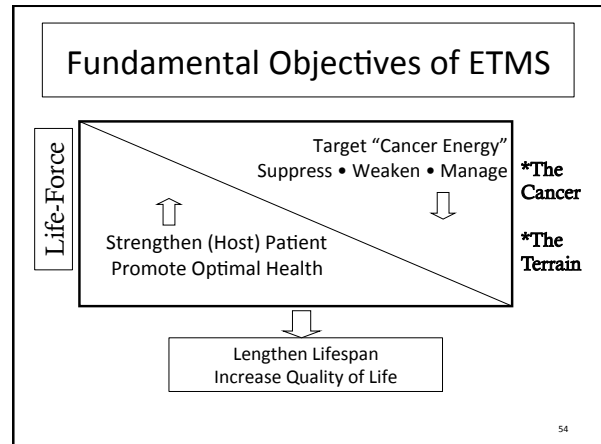 Fundamental Objectives of ETMS
Life-Force
Target “Cancer Energy”
Suppress • Weaken • Manage
Strengthen (Host) Patient
Promote Optimal Health
*The
Cancer
*The
Terrain
Lengthen Lifespan
Increase Quality of Life
54